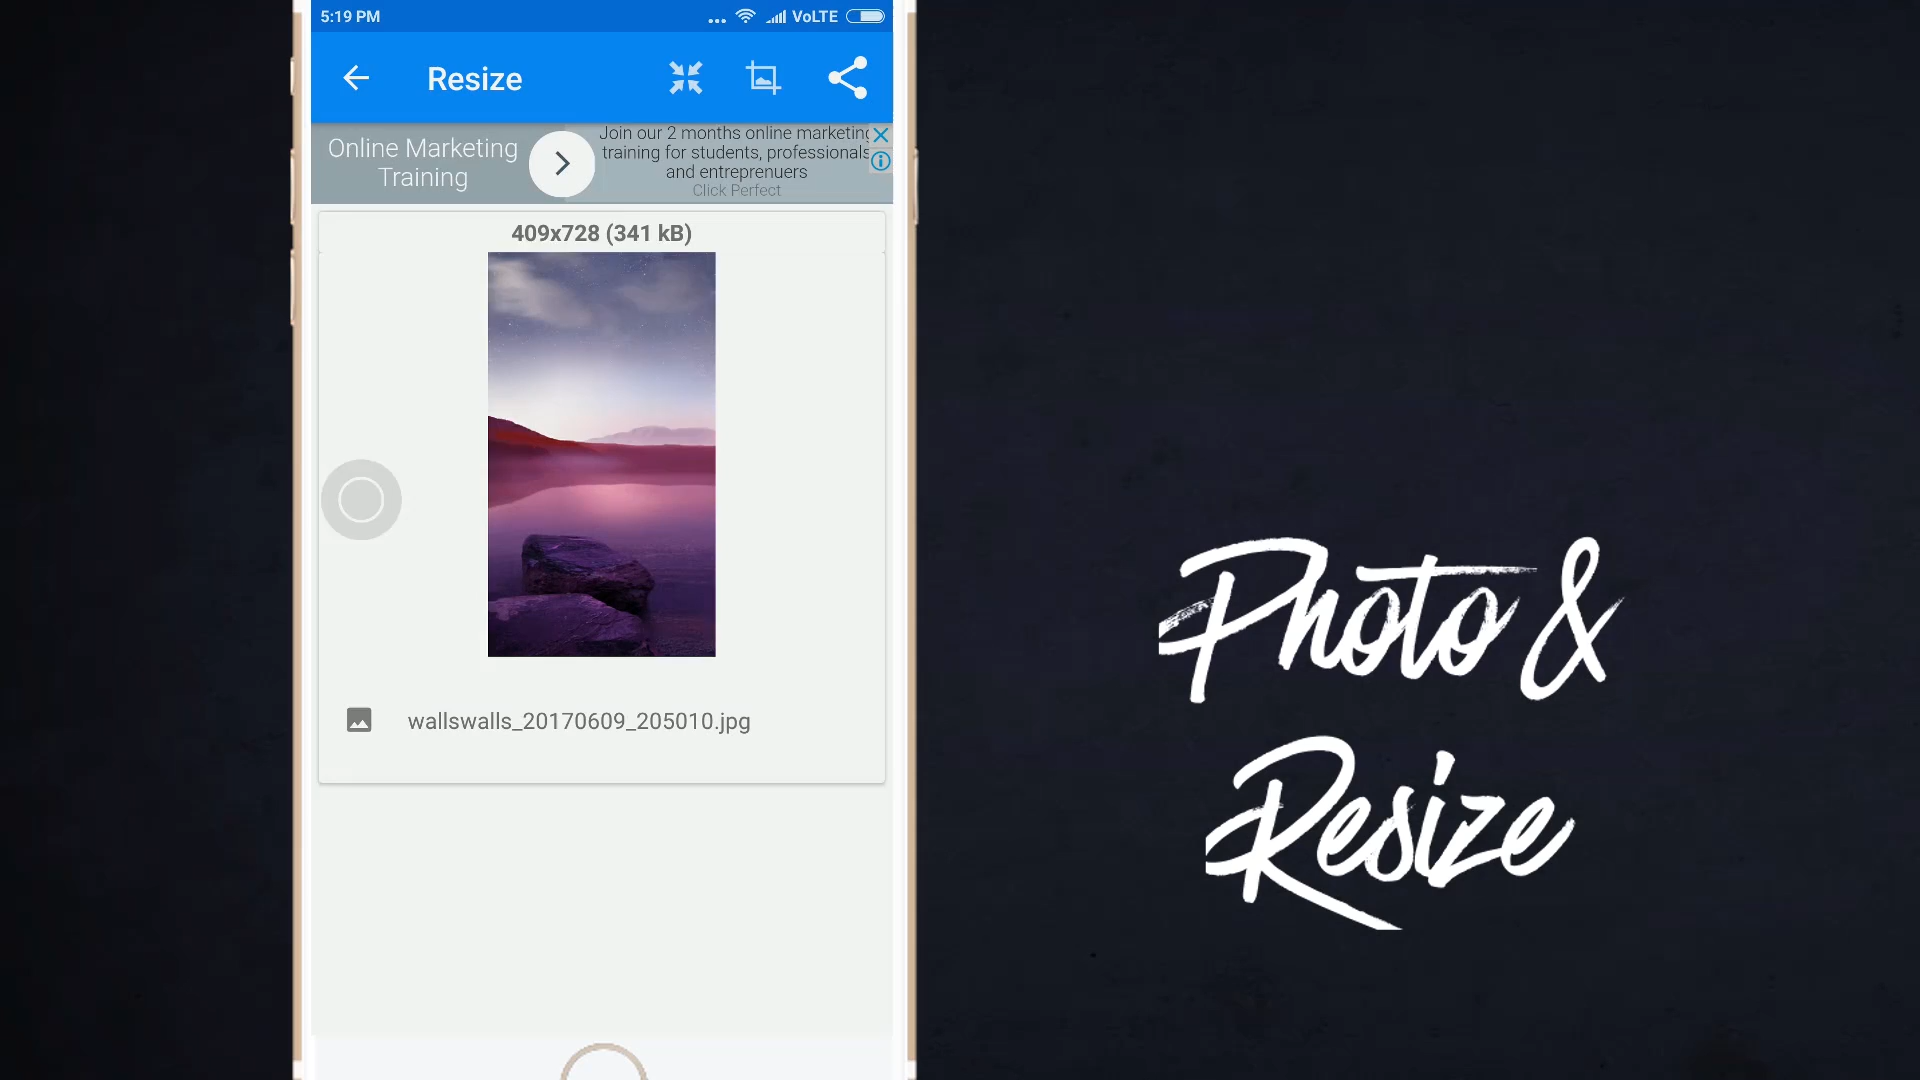 5:19 PM
VoLTE
Resize
Online Marketing
Training
Join our 2 months online marketing
training for students, professionals
and entreprenuers
Click Perfect
409x728 (341 kB)
wallswalls_20170609_205010.jpg
Photo &
Resize